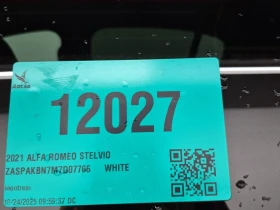 12027
2021 ALFA ROMEO STELVIO
ZASPAKBN7M7D07766 WHITE
10/24/2025 09:59:37 DC